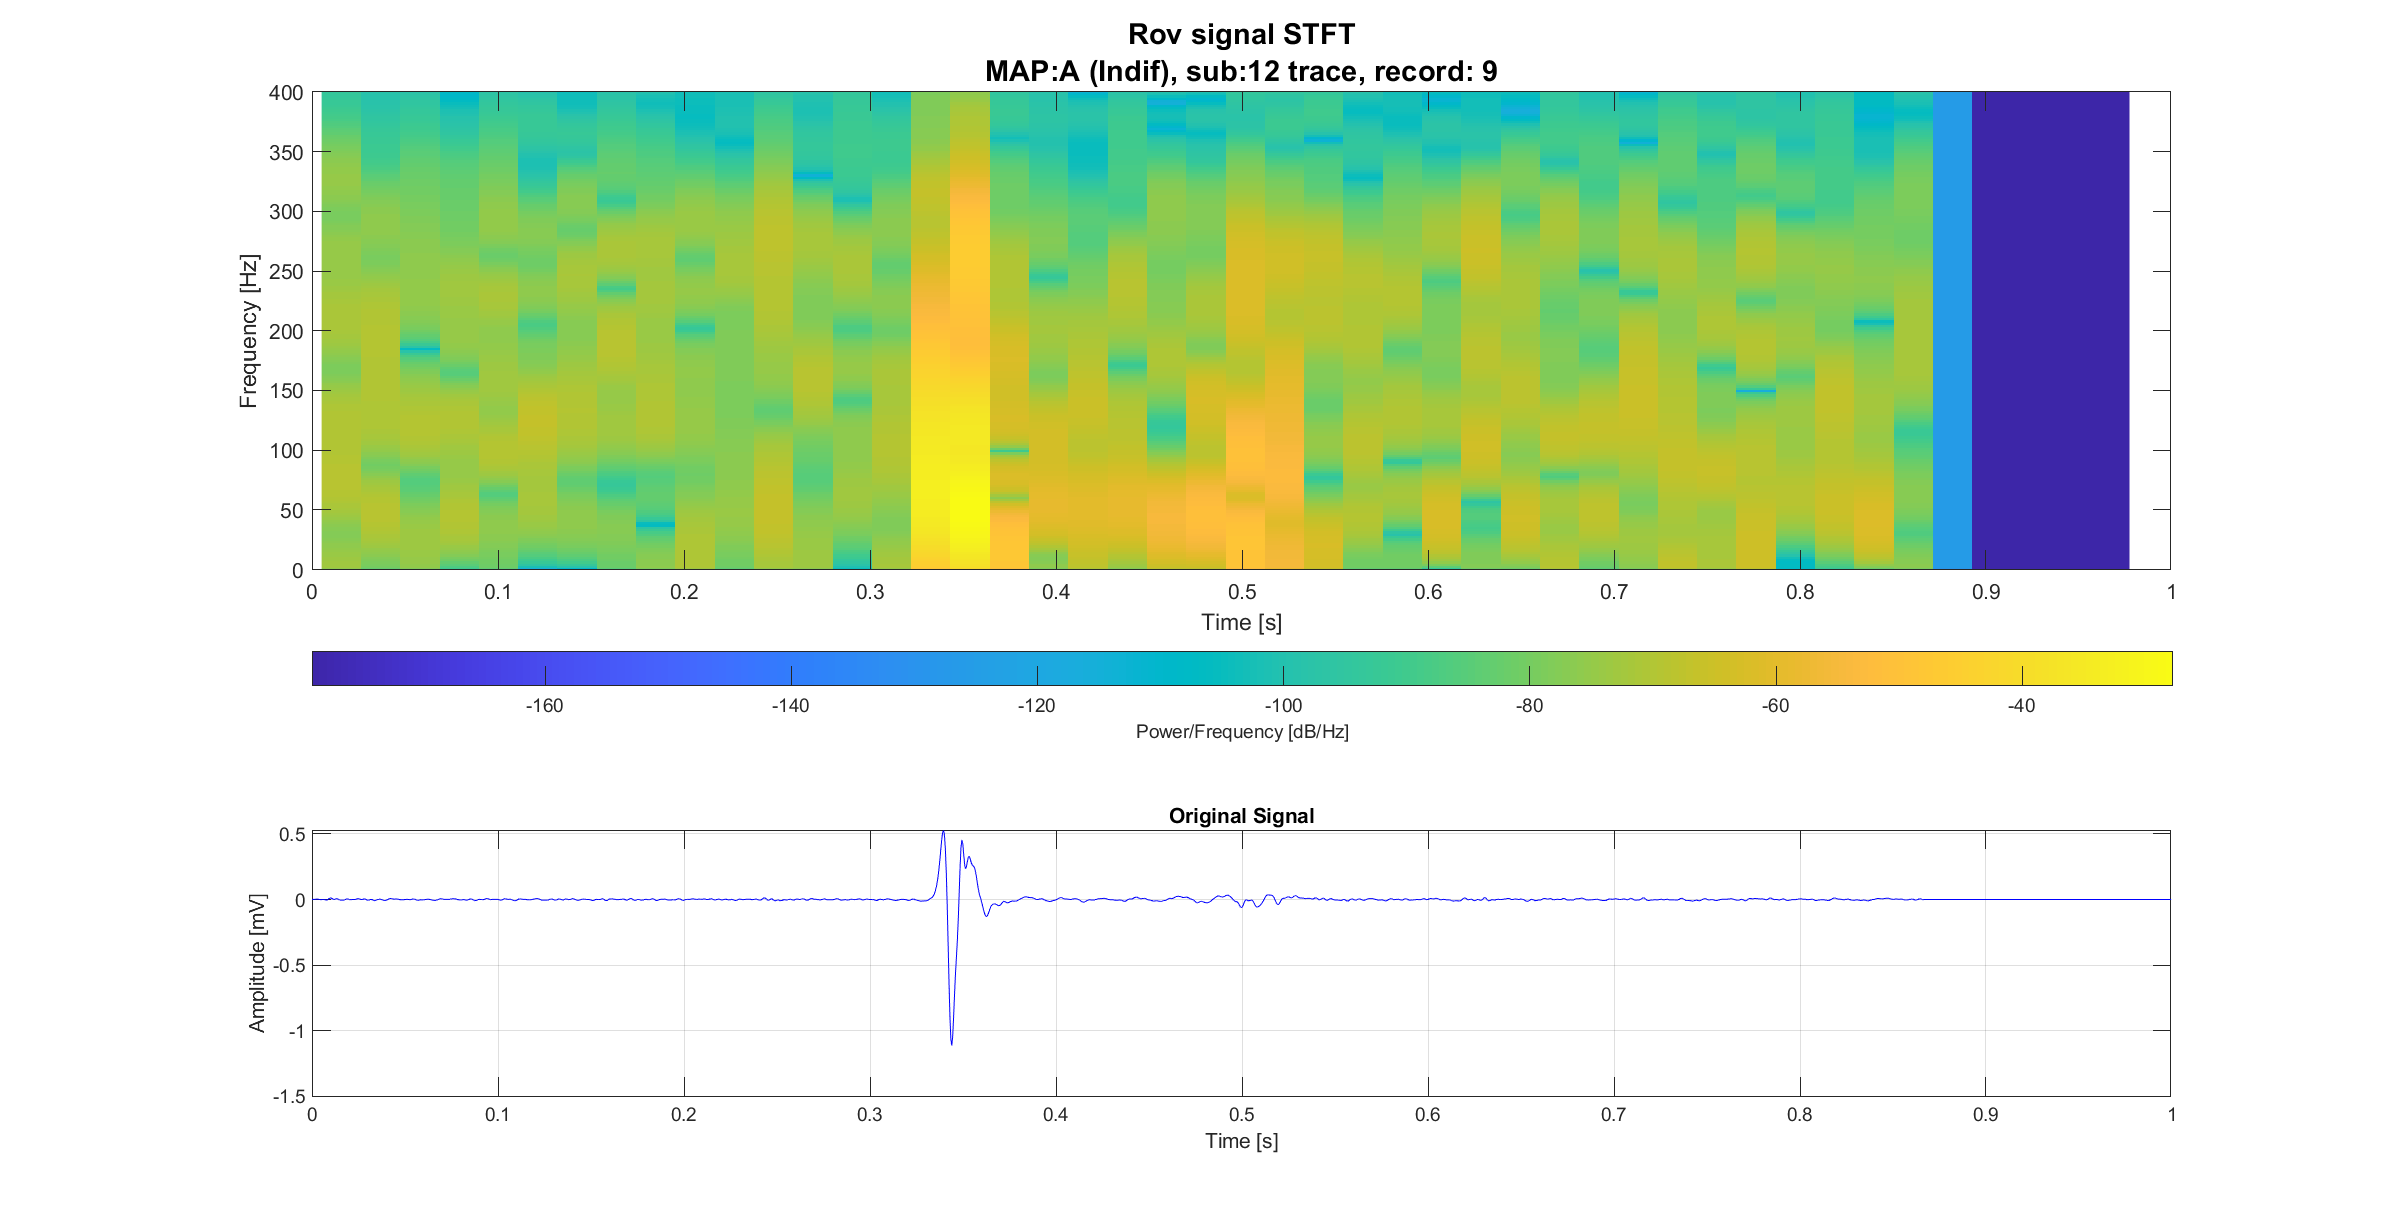 Rov signal STFT
MAP:A (Indif), sub:12 trace, record: 9
400
350
300
250
200
150
100
50
0
Frequency [Hz]
0 0.1 0.2 0.3 0.4 0.5 0.6 0.7 0.8 0.9 1
Time [s]
-160 -140 -120 -100 -80 -60 -40
Power/Frequency [dB/Hz]
Original Signal
0.5
0
-0.5
-1
-1.5
Amplitude [mV]
0 0.1 0.2 0.3 0.4 0.5 0.6 0.7 0.8 0.9 1
Time [s]